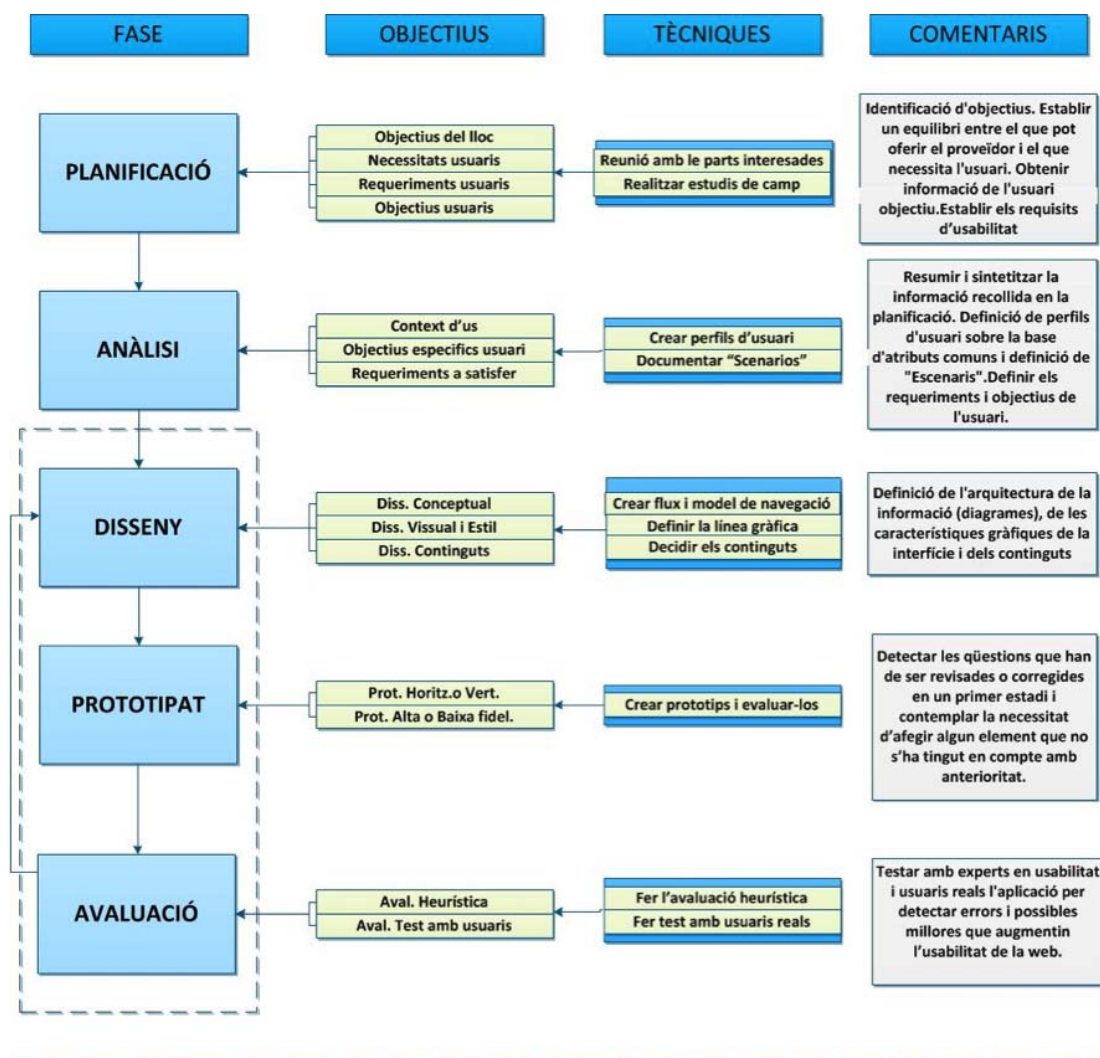 FASE
OBJECTIUS
TÈCNIQUES
COMENTARIS
PLANIFICACIÓ
Objectius del lloc
Necessitats usuaris
Requeriments usuaris
Objectius usuaris
Reunió amb le parts interesades
Realitzar estudis de camp
Identificació d'objectius. Establir
un equilibri entre el que pot
oferir el proveïdor i el que
necessita l'usuari. Obtenir
informació de l'usuari
objectiu.Establir els requisits
d’usabilitat
ANÀLISI
Context d’us
Objectius especifics usuari
Requeriments a satisfer
Crear perfils d’usuari
Documentar “Scenarios”
Resumir i sintetitzar la
informació recollida en la
planificació. Definició de perfils
d'usuari sobre la base
d'atributs comuns i definició de
"Escenaris".Definir els
requeriments i objectius de
l'usuari.
DISSENY
Diss. Conceptual
Diss. Vissual i Estil
Diss. Continguts
Crear flux i model de navegació
Definir la línea gràfica
Decidir els continguts
Definició de l'arquitectura de la
informació (diagrames), de les
característiques gràfiques de la
interfície i dels continguts
PROTOTIPAT
Prot. Horitz.o Vert.
Prot. Alta o Baixa fidel.
Crear prototips i evaluar-los
Detectar les qüestions que han
de ser revisades o corregides
en un primer estadi i
contemplar la necessitat
d’afegir algun element que no
s’ha tingut en compte amb
anterioritat.
AVALUACIÓ
Aval. Heurística
Aval. Test amb usuaris
Fer l’avaluació heurística
Fer test amb usuaris reals
Testar amb experts en usabilitat
i usuaris reals l'aplicació per
detectar errors i possibles
millores que augmentin
l’usabilitat de la web.